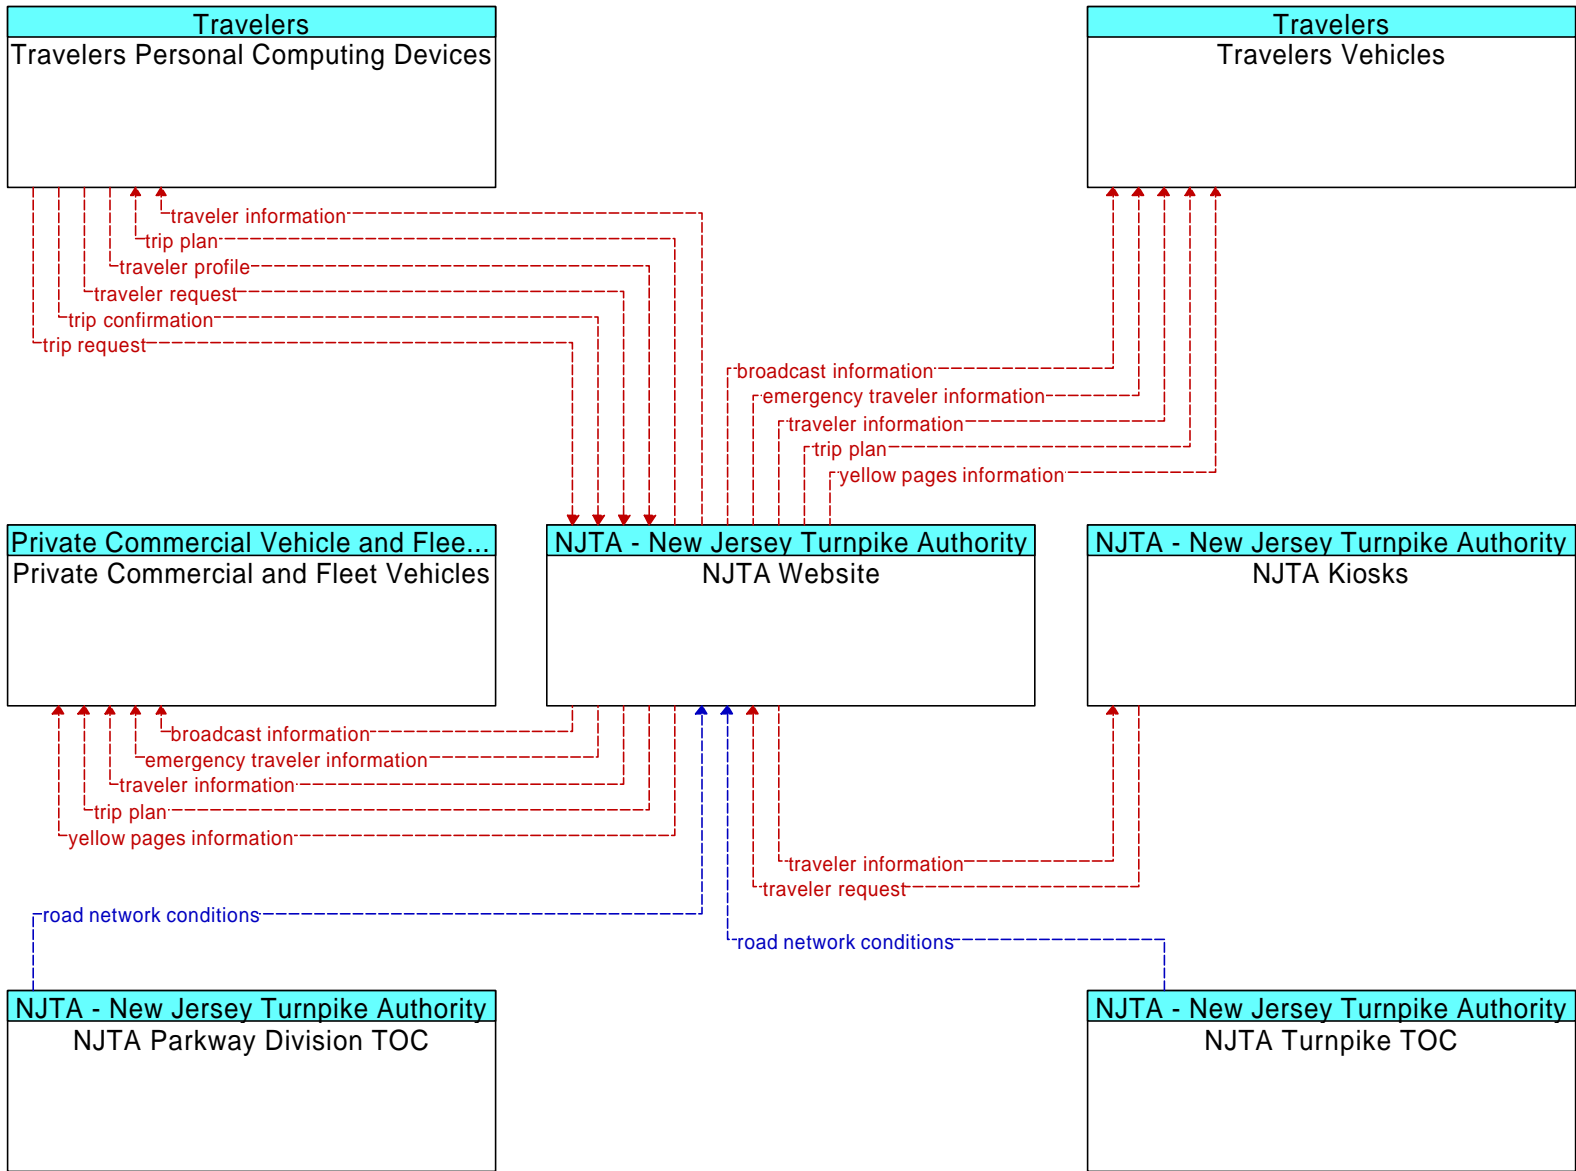 Travelers
Travelers Personal Computing Devices
Travelers
Travelers Vehicles
traveler information
trip plan
traveler profile
traveler request
trip confirmation
trip request
broadcast information
emergency traveler information
traveler information
trip plan
yellow pages information
Private Commercial Vehicle and Flee...
Private Commercial and Fleet Vehicles
NJTA - New Jersey Turnpike Authority
NJTA Website
NJTA - New Jersey Turnpike Authority
NJTA Kiosks
broadcast information
emergency traveler information
traveler information
trip plan
yellow pages information
traveler information
traveler request
road network conditions
road network conditions
NJTA - New Jersey Turnpike Authority
NJTA Parkway Division TOC
NJTA - New Jersey Turnpike Authority
NJTA Turnpike TOC